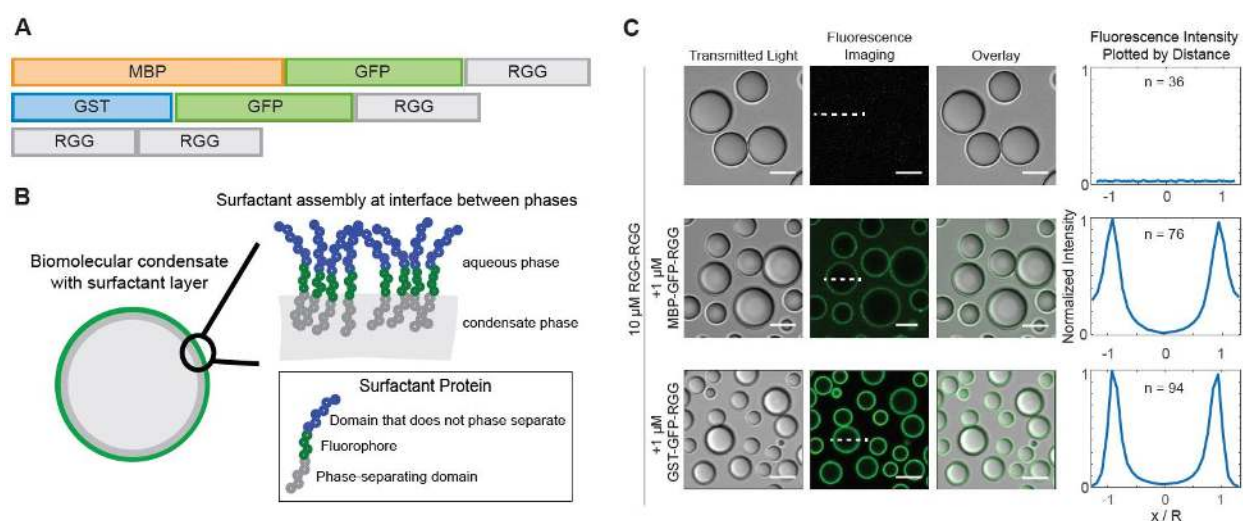 A
MBP GFP RGG
GST GFP RGG
RGG RGG
B
Biomolecular condensate
with surfactant layer
Surfactant assembly at interface between phases
aqueous phase
condensate phase
Surfactant Protein
Domain that does not phase separate
Fluorophore
Phase-separating domain
C
Transmitted Light
Fluorescence
Imaging
Overlay
Fluorescence Intensity
Plotted by Distance
10 µM RGG-RGG
+1 µM
MBP-GFP-RGG
+1 µM
GST-GFP-RGG
Normalized Intensity
1
n = 36
0
-1 0 1
1
n = 76
0
-1 0 1
1
n = 94
0
-1 0 1
x / R